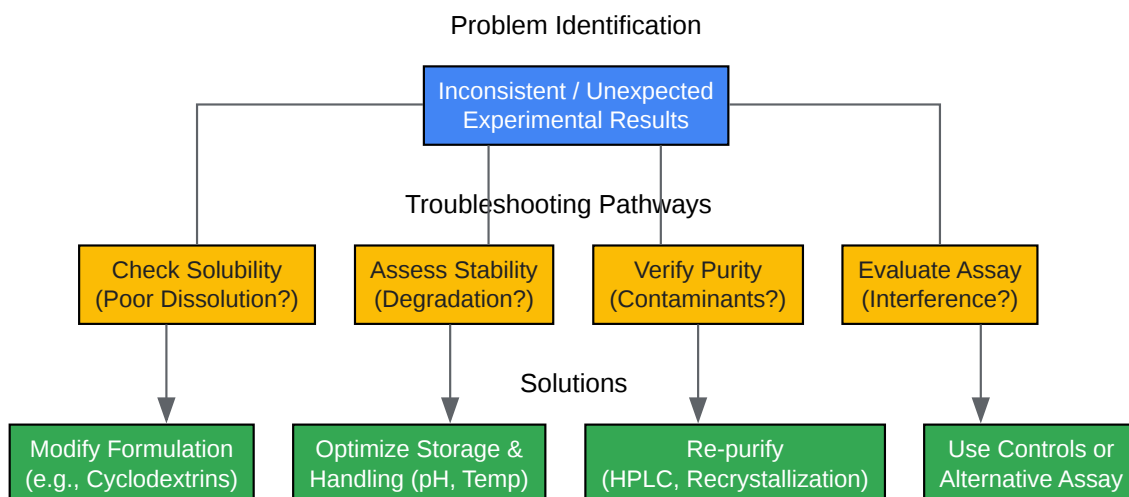 Problem Identification
Inconsistent / Unexpected
Experimental Results
Troubleshooting Pathways
Check Solubility
(Poor Dissolution?)
Assess Stability
(Degradation?)
Verify Purity
(Contaminants?)
Evaluate Assay
(Interference?)
Solutions
Modify Formulation
(e.g., Cyclodextrins)
Optimize Storage &
Handling (pH, Temp)
Re-purify
(HPLC, Recrystallization)
Use Controls or
Alternative Assay